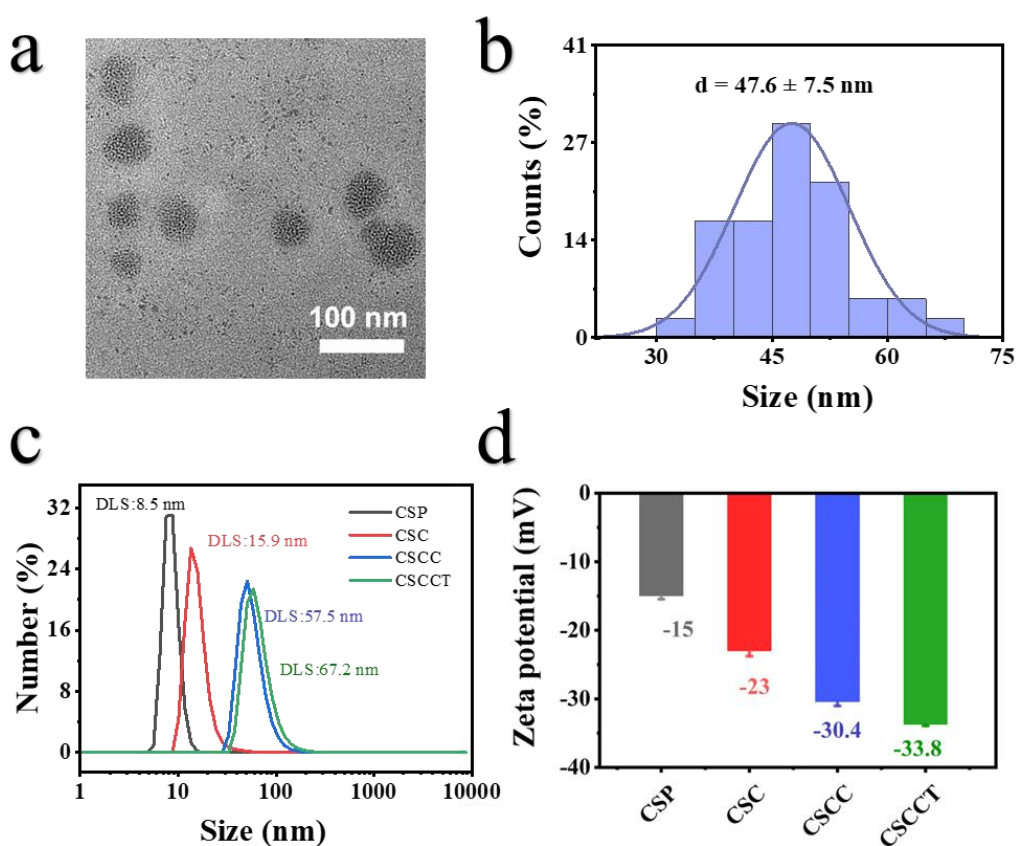 a
100 nm
b
d = 47.6 ± 7.5 nm
Counts (%)
41
27
14
0
30 45 60 75
Size (nm)
c
DLS:8.5 nm
DLS:15.9 nm
DLS:57.5 nm
DLS:67.2 nm
CSP
CSC
CSCC
CSCCT
Number (%)
32
24
16
8
0
1 10 100 1000 10000
Size (nm)
d
Zeta potential (mV)
0
-10
-20
-30
-40
-15
-23
-30.4
-33.8
CSP
CSC
CSCC
CSCCT